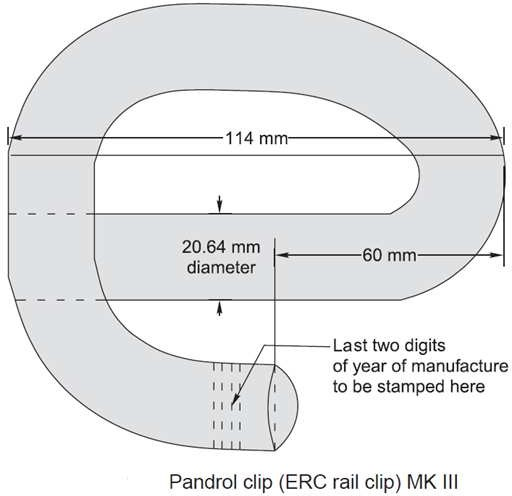 114 mm
20.64 mm
diameter
60 mm
Last two digits
of year of manufacture
to be stamped here
Pandrol clip (ERC rail clip) MK III